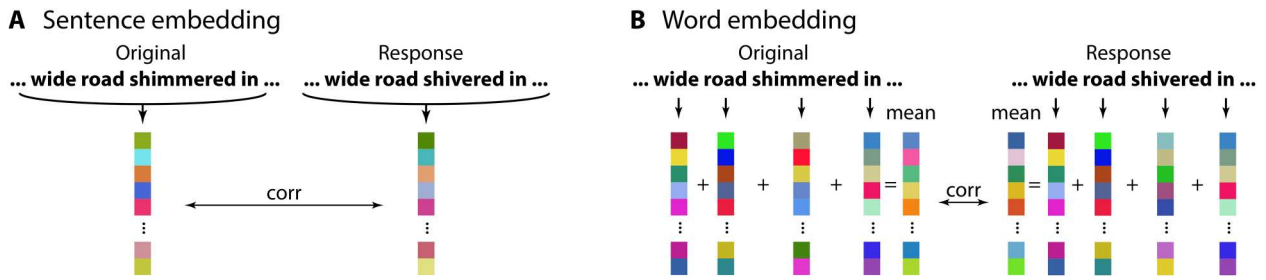 A Sentence embedding
Original Response
... wide road shimmered in ... ... wide road shivered in ...
corr
...
...
B Word embedding
Original Response
... wide road shimmered in ... ... wide road shivered in ...
mean mean
+ + + = corr = + + +
... ... ... ... ... ... ... ... ... ...